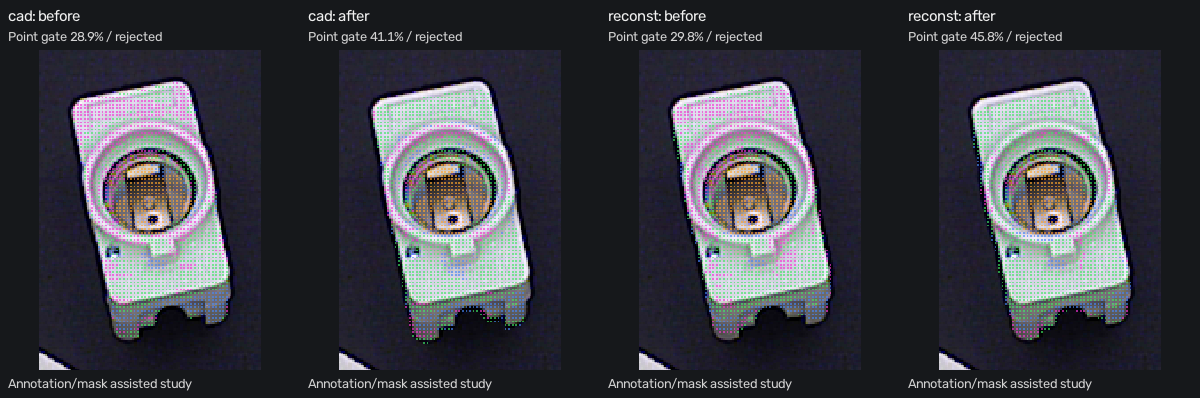 cad: before
Point gate 28.9% / rejected
Annotation/mask assisted study
cad: after
Point gate 41.1% / rejected
Annotation/mask assisted study
reconst: before
Point gate 29.8% / rejected
Annotation/mask assisted study
reconst: after
Point gate 45.8% / rejected
Annotation/mask assisted study